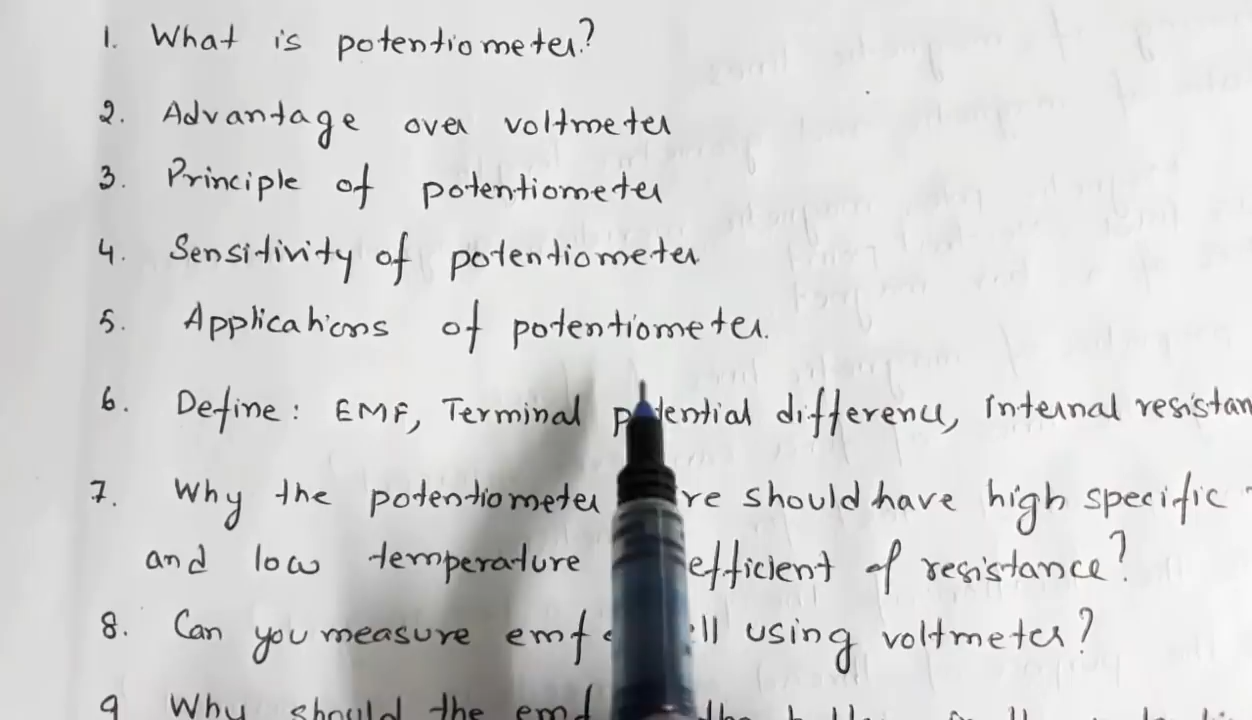 1. What is potentiometer?
2. Advantage over voltmeter
3. Principle of potentiometer
4. Sensitivity of potentiometer
5. Applications of potentiometer.
6. Define: EMF, Terminal potential difference, Internal resistan
7. Why the potentiometer should have high specific
and low temperature efficient of resistance?
8. Can you measure emf using voltmeter?
9 Why should the emf the